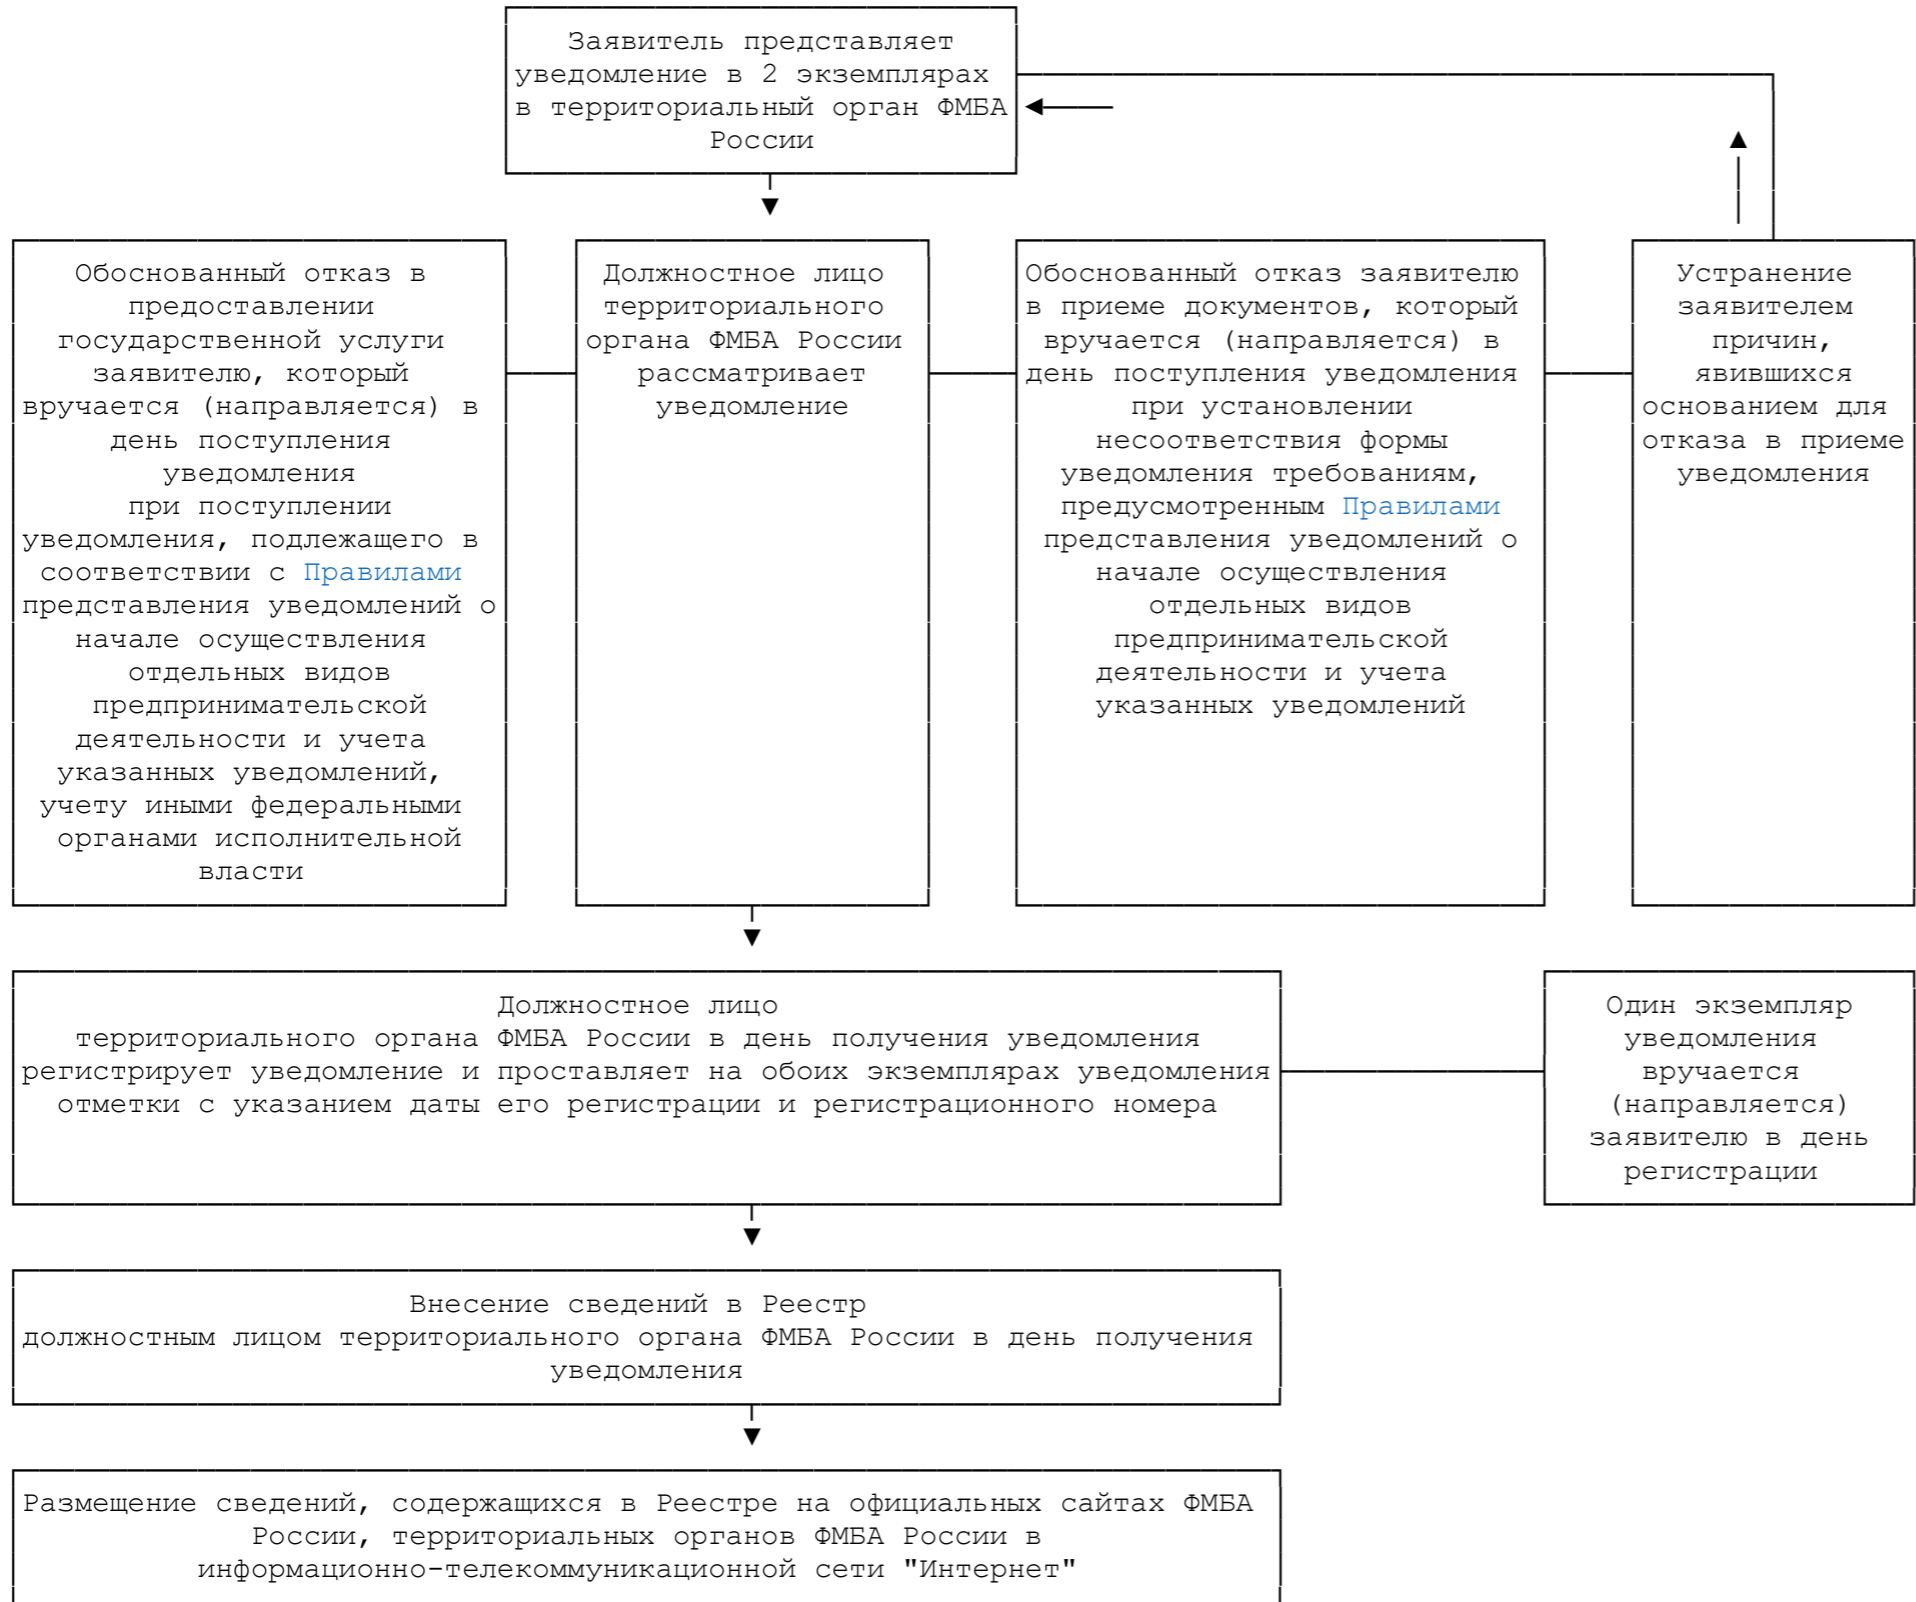 Заявитель представляет
уведомление в 2 экземплярах
в территориальный орган ФМБА
России
Обоснованный отказ в
предоставлении
государственной услуги
заявителю, который
вручается (направляется) в
день поступления
уведомления
при поступлении
уведомления, подлежащего в
соответствии с Правилами
представления уведомлений о
начале осуществления
отдельных видов
предпринимательской
деятельности и учета
указанных уведомлений,
учету иными федеральными
органами исполнительной
власти
Должностное лицо
территориального
органа ФМБА России
рассматривает
уведомление
Обоснованный отказ заявителю
в приеме документов, который
вручается (направляется) в
день поступления уведомления
при установлении
несоответствия формы
уведомления требованиям,
предусмотренным Правилами
представления уведомлений о
начале осуществления
отдельных видов
предпринимательской
деятельности и учета
указанных уведомлений
Устранение
заявителем
причин,
явившихся
основанием для
отказа в приеме
уведомления
Должностное лицо
территориального органа ФМБА России в день получения уведомления
регистрирует уведомление и проставляет на обоих экземплярах уведомления
отметки с указанием даты его регистрации и регистрационного номера
Один экземпляр
уведомления
вручается
(направляется)
заявителю в день
регистрации
Внесение сведений в Реестр
должностным лицом территориального органа ФМБА России в день получения
уведомления
Размещение сведений, содержащихся в Реестре на официальных сайтах ФМБА
России, территориальных органов ФМБА России в
информационно-телекоммуникационной сети "Интернет"